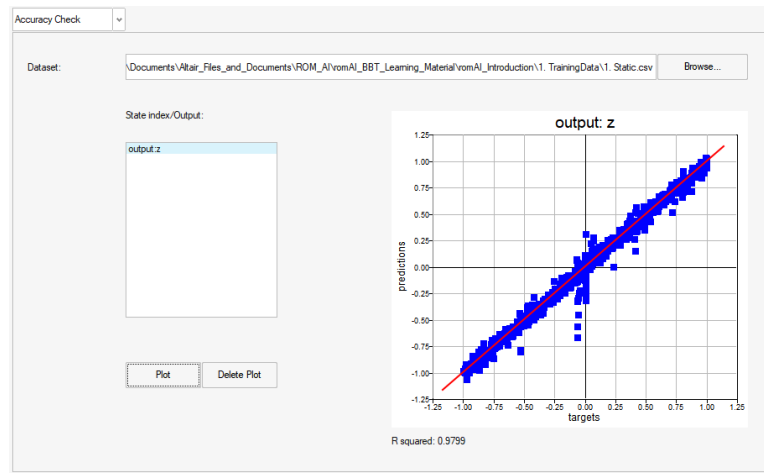 Accuracy Check
Dataset:
\Documents\Altair_Files_and_Documents\ROM_AI\romAI_BBT_Learning_Material\romAI_Introduction\1. TrainingData\1. Static.csv
Browse...
State index/Output:
output:z
output: z
1.25
1.00
0.75
0.50
0.25
0.00
-0.25
-0.50
-0.75
-1.00
-1.25
predictions
-1.25 -1.00 -0.75 -0.50 -0.25 0.00 0.25 0.50 0.75 1.00 1.25
targets
Plot
Delete Plot
R squared: 0.9799